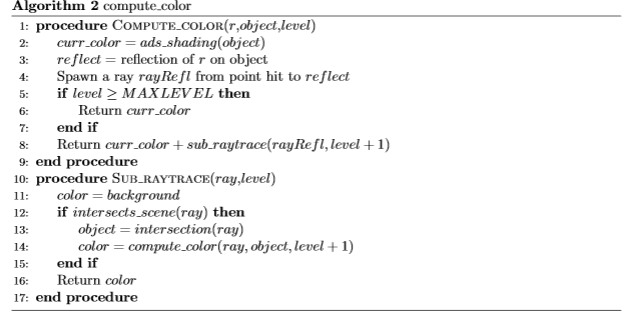 Algorithm 2 compute_color
1: procedure COMPUTE_COLOR(r,object,level)
2: curr_color = ads_shading(object)
3: reflect = reflection of r on object
4: Spawn a ray rayRefl from point hit to reflect
5: if level ≥ MAXLEVEL then
6: Return curr_color
7: end if
8: Return curr_color + sub_raytrace(rayRefl, level + 1)
9: end procedure
10: procedure SUB_RAYTRACE(ray,level)
11: color = background
12: if intersects_scene(ray) then
13: object = intersection(ray)
14: color = compute_color(ray, object, level + 1)
15: end if
16: Return color
17: end procedure